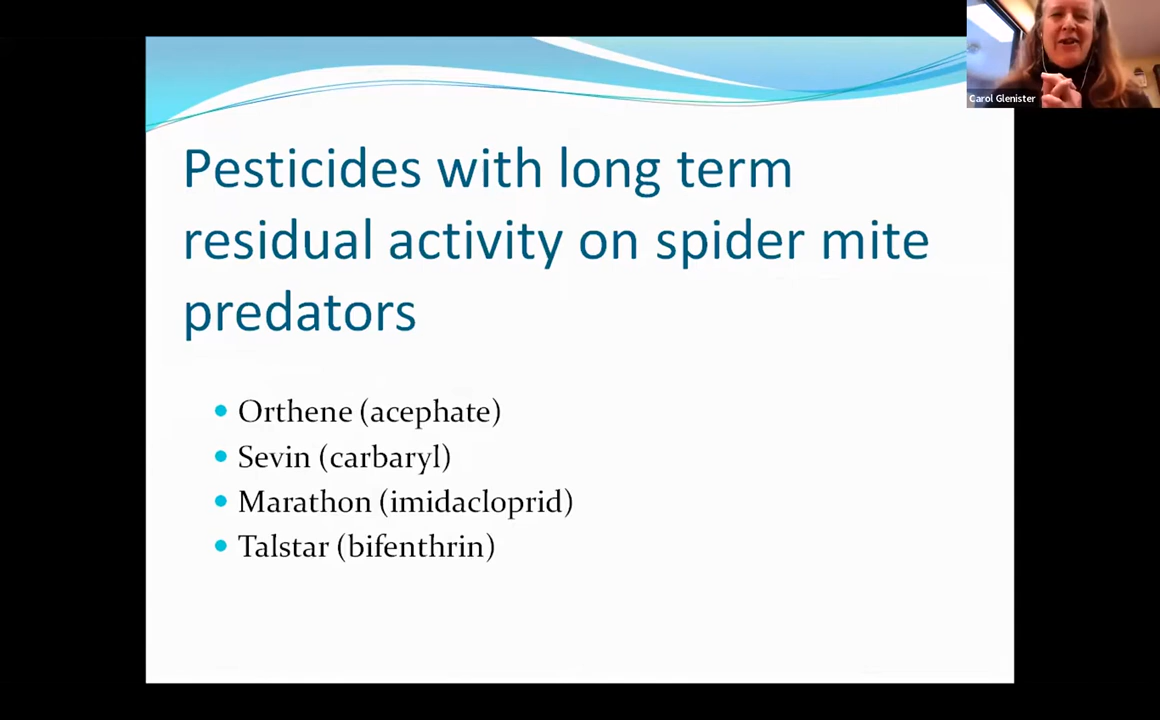 Carol Glenister
Pesticides with long term
residual activity on spider mite
predators
• Orthene (acephate)
• Sevin (carbaryl)
• Marathon (imidacloprid)
• Talstar (bifenthrin)